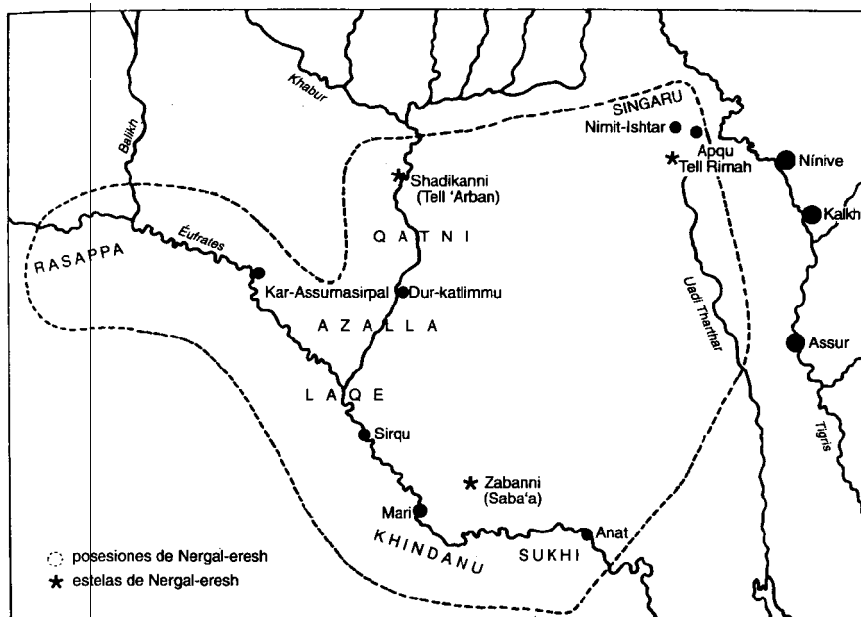 Khabur
Balikh
SINGARU
Nimit-Ishtar
Apqu
Tell Rimah
Nínive
Shadikanni
(Tell ‘Arban)
Kalkh
QATNI
Éufrates
RASAPPA
Kar-Assurnasirpal
Dur-katlimmu
Uadi Tharthar
AZALLA
Assur
LAQE
Sirqu
Tigris
Zabanni
(Saba‘a)
Mari
Anat
KHINDANU
SUKHI
posesiones de Nergal-eresh
estelas de Nergal-eresh